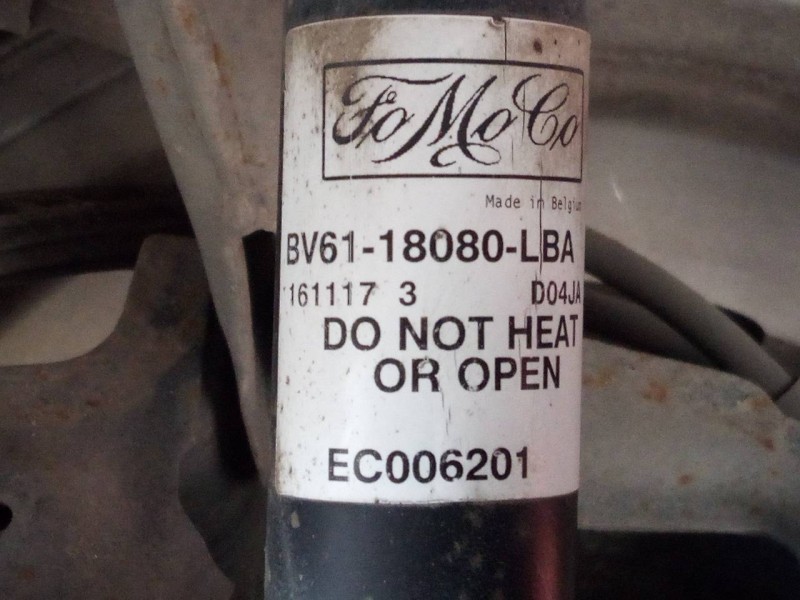 FoMoCo
Made in Belgium
BV61-18080-LBA
161117 3 D04JA
DO NOT HEAT
OR OPEN
EC006201